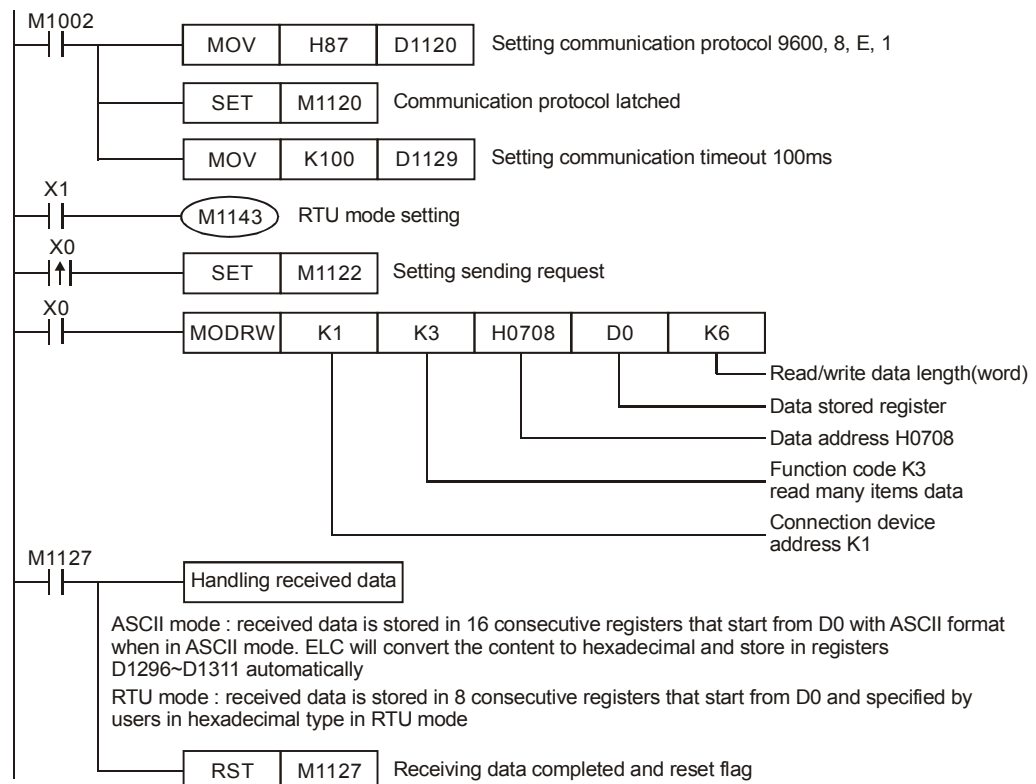 M1002
MOV H87 D1120 Setting communication protocol 9600, 8, E, 1
SET M1120 Communication protocol latched
MOV K100 D1129 Setting communication timeout 100ms
X1
M1143 RTU mode setting
X0
SET M1122 Setting sending request
X0
MODRW K1 K3 H0708 D0 K6
Read/write data length(word)
Data stored register
Data address H0708
Function code K3
read many items data
Connection device
address K1
M1127
Handling received data
ASCII mode : received data is stored in 16 consecutive registers that start from D0 with ASCII format
when in ASCII mode. ELC will convert the content to hexadecimal and store in registers
D1296~D1311 automatically
RTU mode : received data is stored in 8 consecutive registers that start from D0 and specified by
users in hexadecimal type in RTU mode
RST M1127 Receiving data completed and reset flag